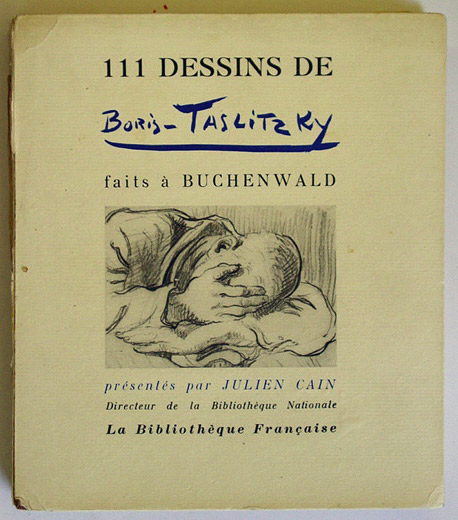 111 DESSINS DE
BORIS-TASLITZKY
faits à BUCHENWALD
présentés par JULIEN CAIN
Directeur de la Bibliothèque Nationale
La Bibliothèque Française